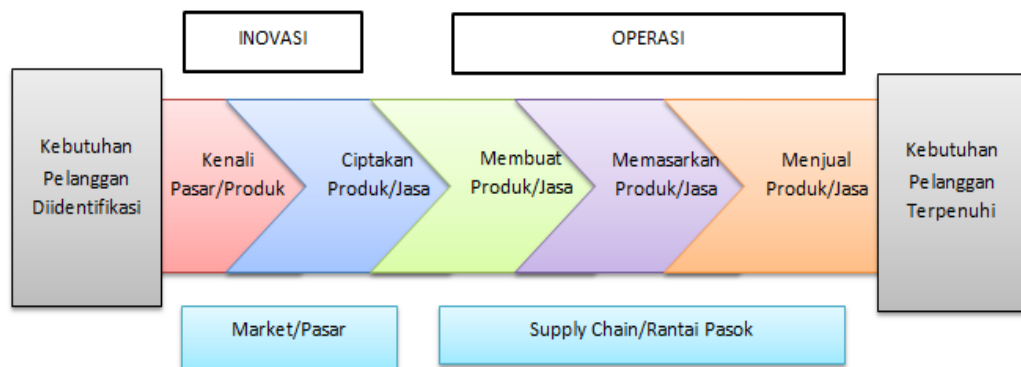 INOVASI
OPERASI
Kebutuhan
Pelanggan
Diidentifikasi
Kenali
Pasar/Produk
Ciptakan
Produk/Jasa
Membuat
Produk/Jasa
Memasarkan
Produk/Jasa
Menjual
Produk/Jasa
Kebutuhan
Pelanggan
Terpenuhi
Market/Pasar
Supply Chain/Rantai Pasok